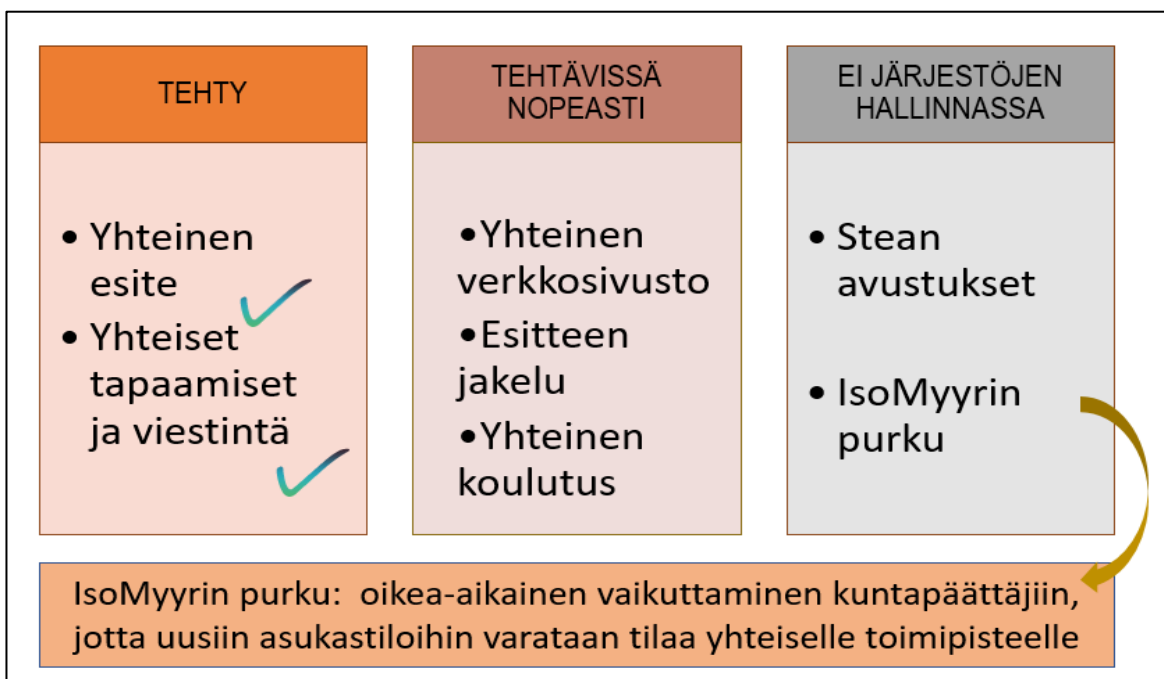 TEHTY
• Yhteinen
esite
• Yhteiset
tapaamiset
ja viestintä
TEHTÄVISSÄ
NOPEASTI
•Yhteinen
verkkosivusto
•Esitteen
jakelu
•Yhteinen
koulutus
EI JÄRJESTÖJEN
HALLINNASSA
• Stean
avustukset
• IsoMyyrin
purku
IsoMyyrin purku: oikea-aikainen vaikuttaminen kuntapäättäjiin,
jotta uusiin asukastiloihin varataan tilaa yhteiselle toimipisteelle